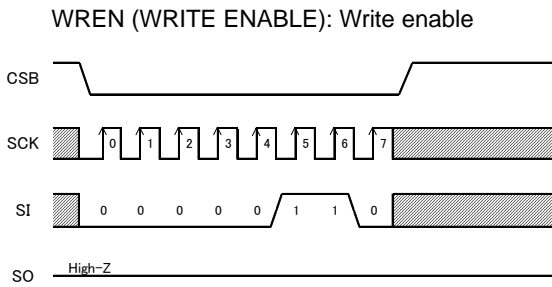 WREN (WRITE ENABLE): Write enable
CSB
SCK 0 1 2 3 4 5 6 7
SI 0 0 0 0 0 1 1 0
SO High-Z